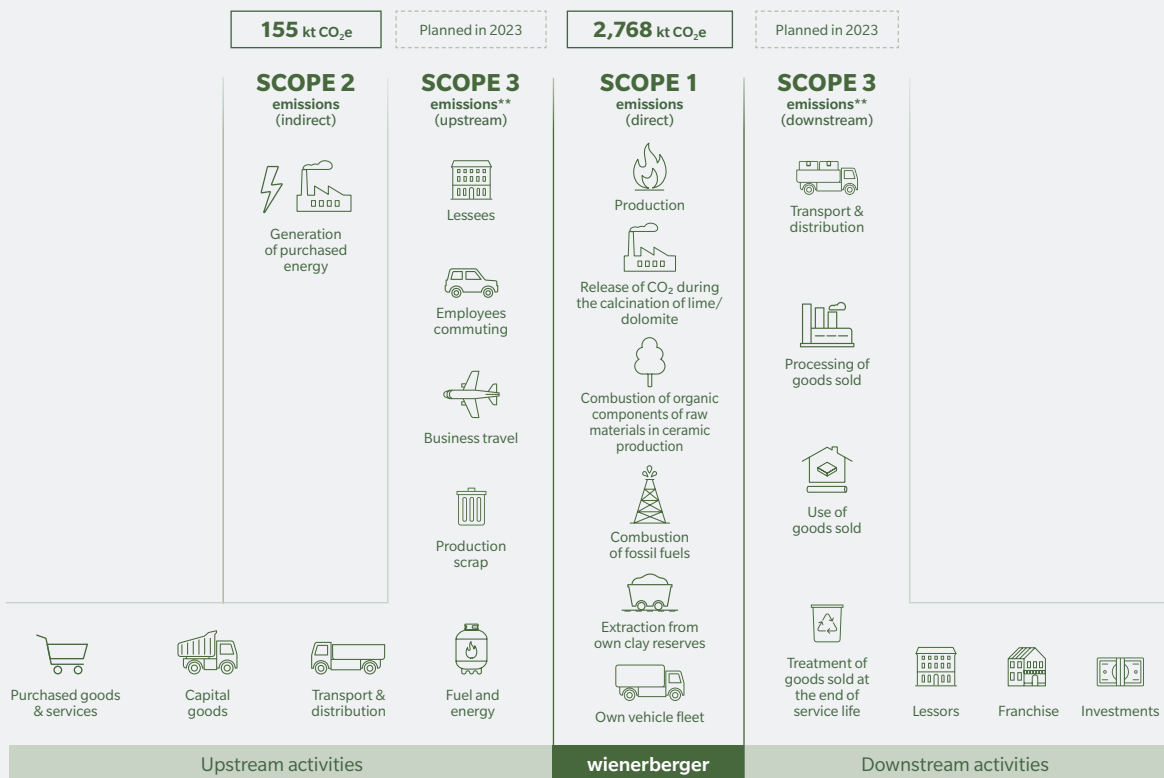 155 kt CO₂e
Planned in 2023
2,768 kt CO₂e
Planned in 2023
SCOPE 2
emissions
(indirect)
Generation
of purchased
energy
SCOPE 3
emissions**
(upstream)
Lessees
Employees
commuting
Business travel
Production
scrap
Fuel and
energy
SCOPE 1
emissions
(direct)
Production
Release of CO₂ during
the calcination of lime/
dolomite
Combustion of organic
components of raw
materials in ceramic
production
Combustion
of fossil fuels
Extraction from
own clay reserves
Own vehicle fleet
SCOPE 3
emissions**
(downstream)
Transport &
distribution
Processing of
goods sold
Use of
goods sold
Treatment of
goods sold at
the end of
service life
Purchased goods
& services
Capital
goods
Transport &
distribution
Lessors
Franchise
Investments
Upstream activities
wienerberger
Downstream activities